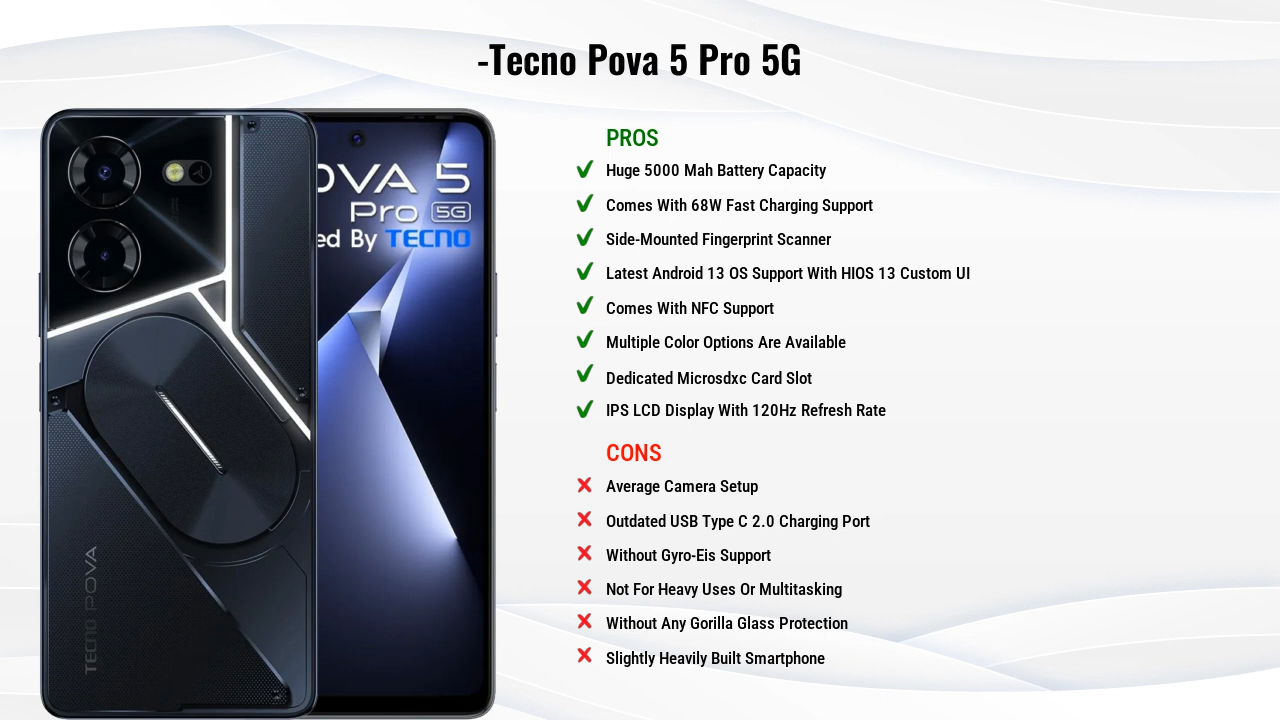 -Tecno Pova 5 Pro 5G
OVA 5
Pro 5G
ed By TECNO
TECNO POVA
PROS
Huge 5000 Mah Battery Capacity
Comes With 68W Fast Charging Support
Side-Mounted Fingerprint Scanner
Latest Android 13 OS Support With HIOS 13 Custom UI
Comes With NFC Support
Multiple Color Options Are Available
Dedicated Microsdxc Card Slot
IPS LCD Display With 120Hz Refresh Rate
CONS
Average Camera Setup
Outdated USB Type C 2.0 Charging Port
Without Gyro-Eis Support
Not For Heavy Uses Or Multitasking
Without Any Gorilla Glass Protection
Slightly Heavily Built Smartphone